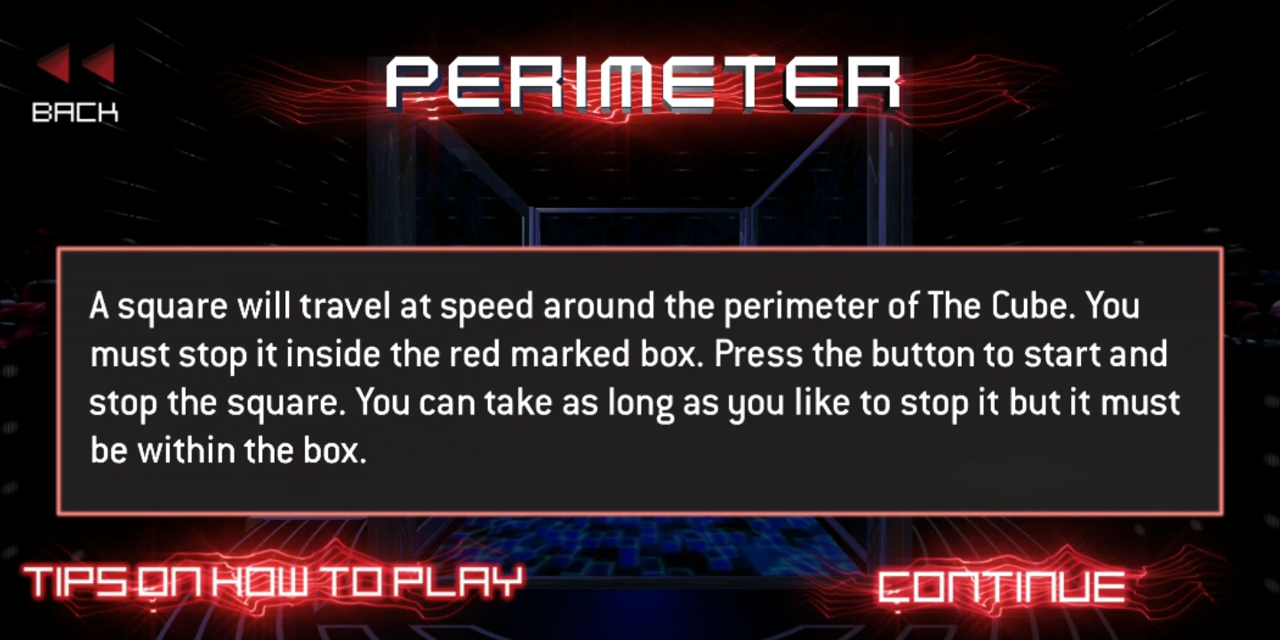 PERIMETER
BACK
A square will travel at speed around the perimeter of The Cube. You
must stop it inside the red marked box. Press the button to start and
stop the square. You can take as long as you like to stop it but it must
be within the box.
TIPS ON HOW TO PLAY
CONTINUE